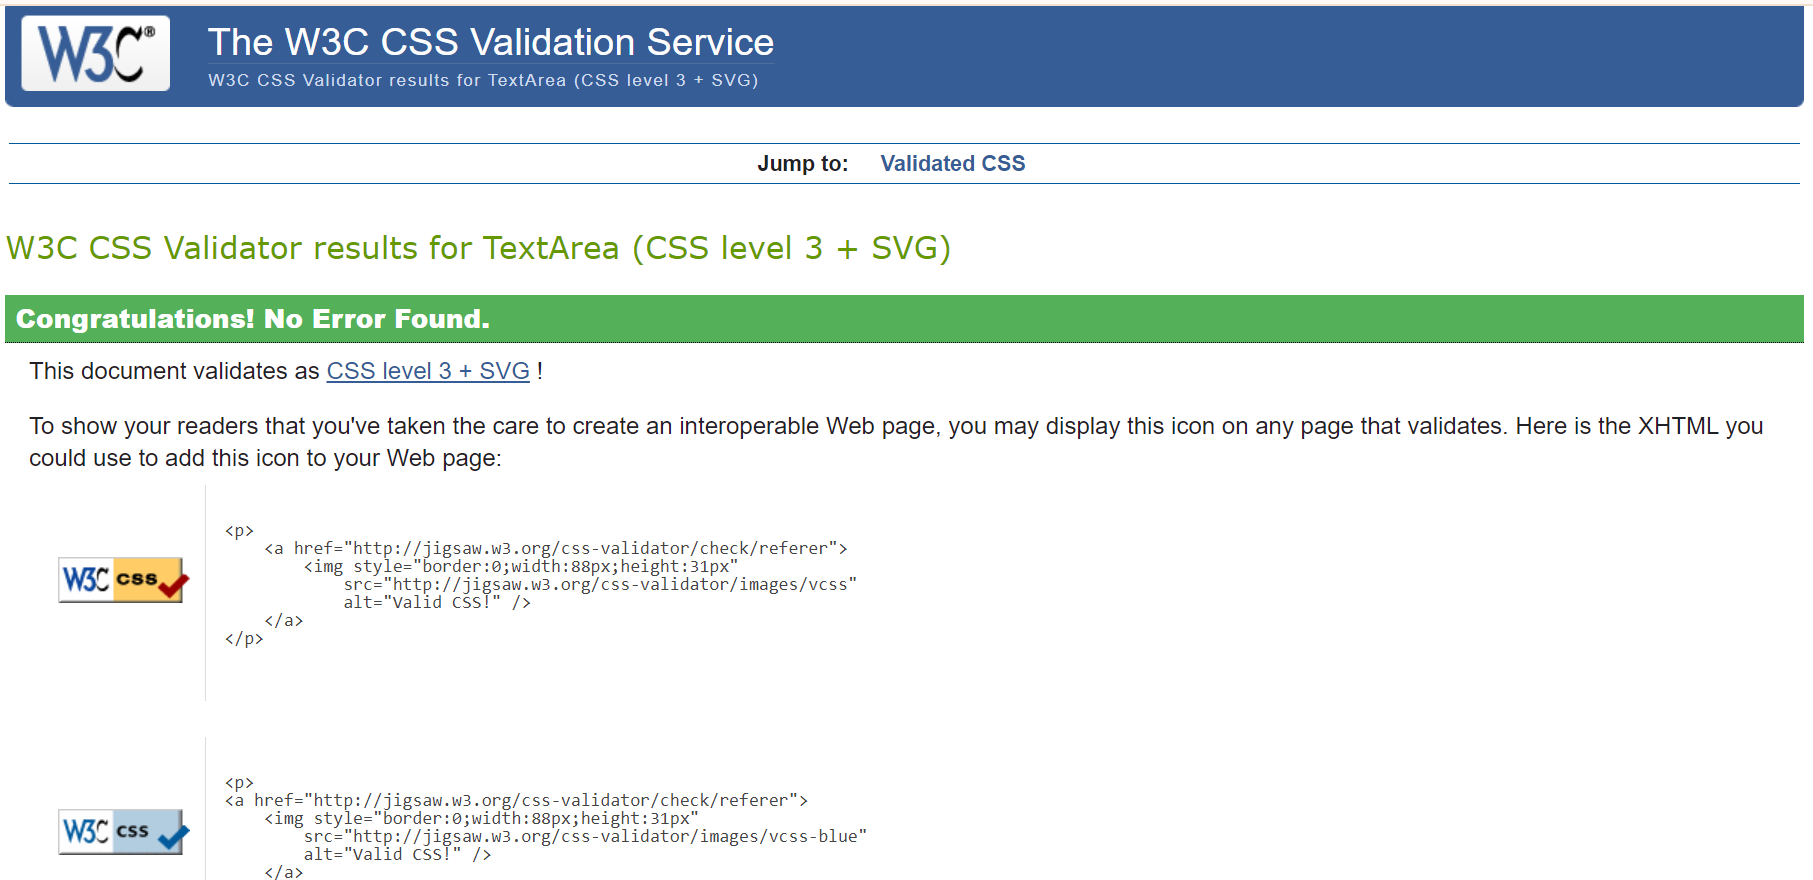 W3C®
The W3C CSS Validation Service
W3C CSS Validator results for TextArea (CSS level 3 + SVG)
Jump to: Validated CSS
W3C CSS Validator results for TextArea (CSS level 3 + SVG)
Congratulations! No Error Found.
This document validates as CSS level 3 + SVG !
To show your readers that you've taken the care to create an interoperable Web page, you may display this icon on any page that validates. Here is the XHTML you
could use to add this icon to your Web page:
W3C css
<p>
    <a href="http://jigsaw.w3.org/css-validator/check/referer">
        <img style="border:0;width:88px;height:31px"
            src="http://jigsaw.w3.org/css-validator/images/vcss"
            alt="Valid CSS!" />
    </a>
</p>
W3C css
<p>
<a href="http://jigsaw.w3.org/css-validator/check/referer">
    <img style="border:0;width:88px;height:31px"
        src="http://jigsaw.w3.org/css-validator/images/vcss-blue"
        alt="Valid CSS!" />
    </a>